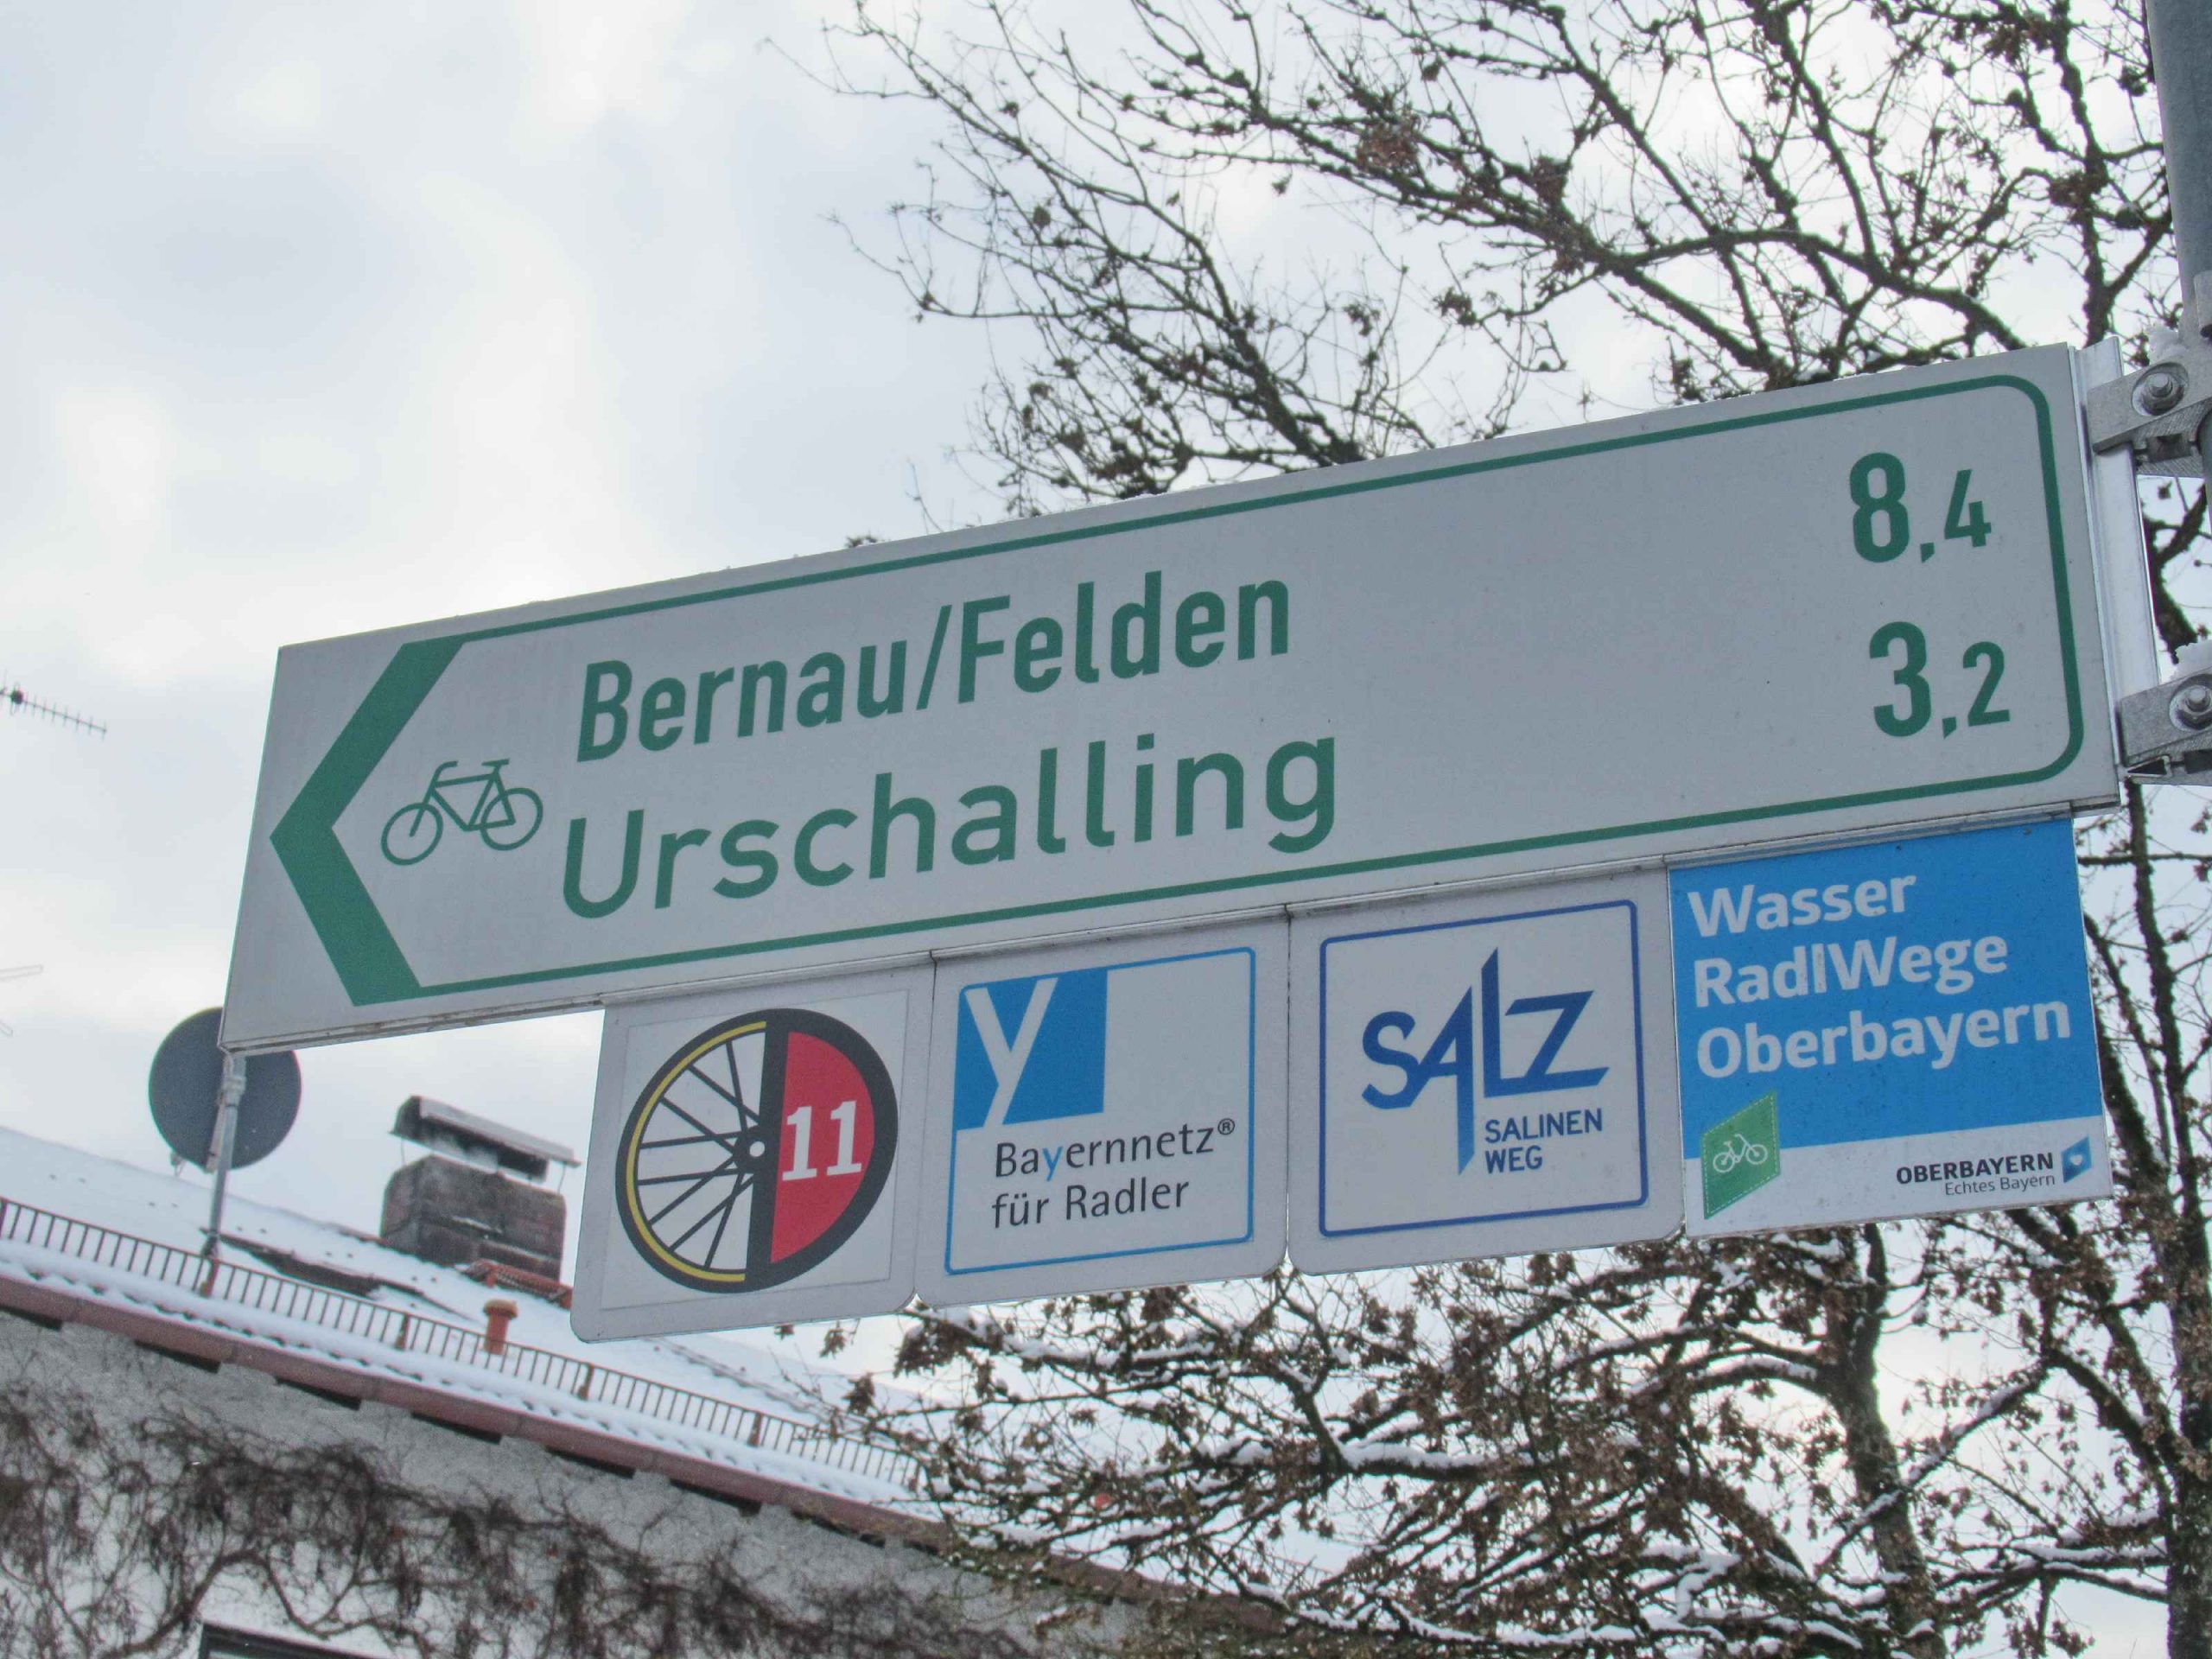 Bernau/Felden 8,4
Urschalling 3,2
11
y
Bayernnetz®
für Radler
SALZ
SALINEN
WEG
Wasser
RadlWege
Oberbayern
OBERBAYERN
Echtes Bayern